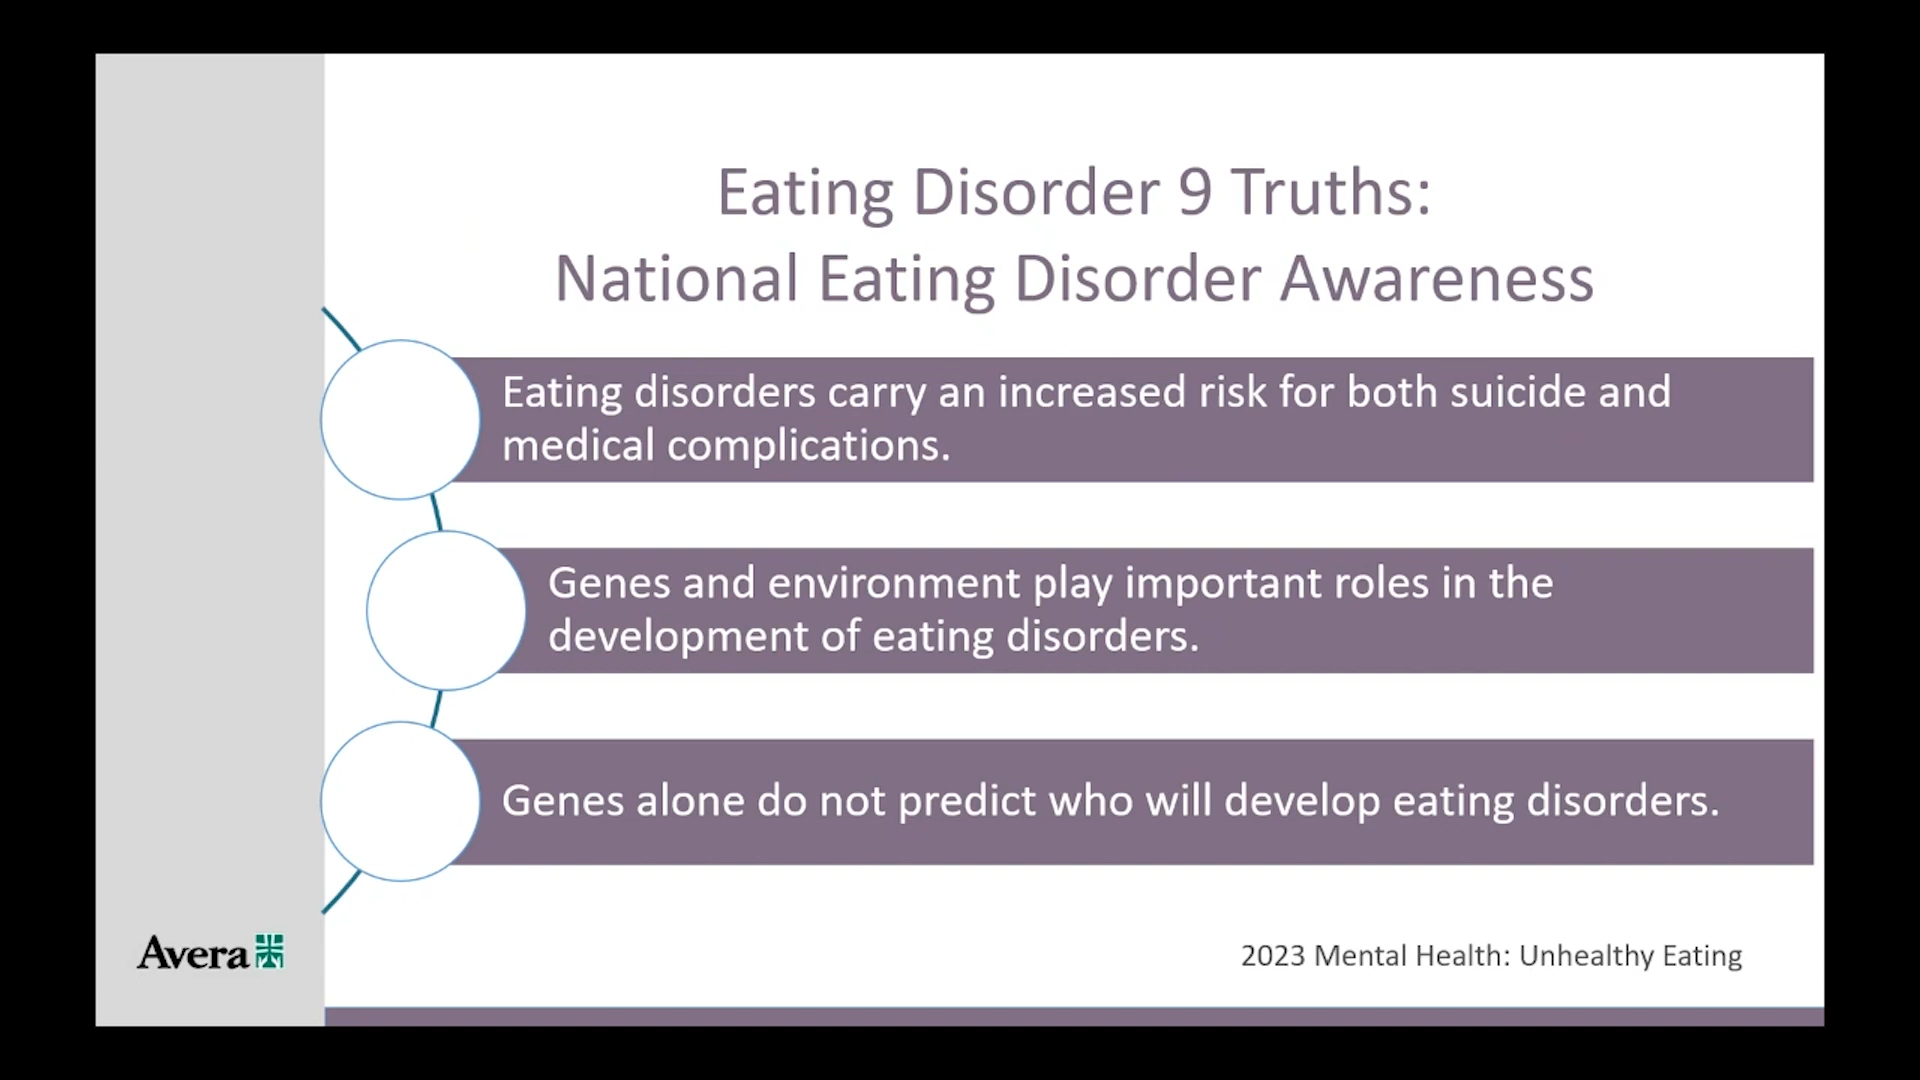 Eating Disorder 9 Truths:
National Eating Disorder Awareness
Eating disorders carry an increased risk for both suicide and
medical complications.
Genes and environment play important roles in the
development of eating disorders.
Genes alone do not predict who will develop eating disorders.
Avera
2023 Mental Health: Unhealthy Eating